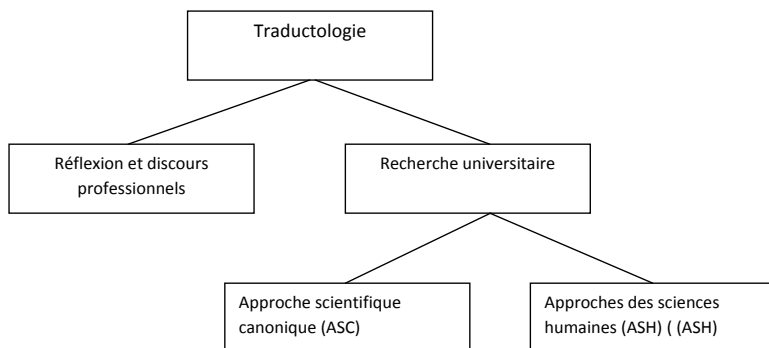 Traductologie
Réflexion et discours
professionnels
Recherche universitaire
Approche scientifique
canonique (ASC)
Approches des sciences
humaines (ASH) ( (ASH)